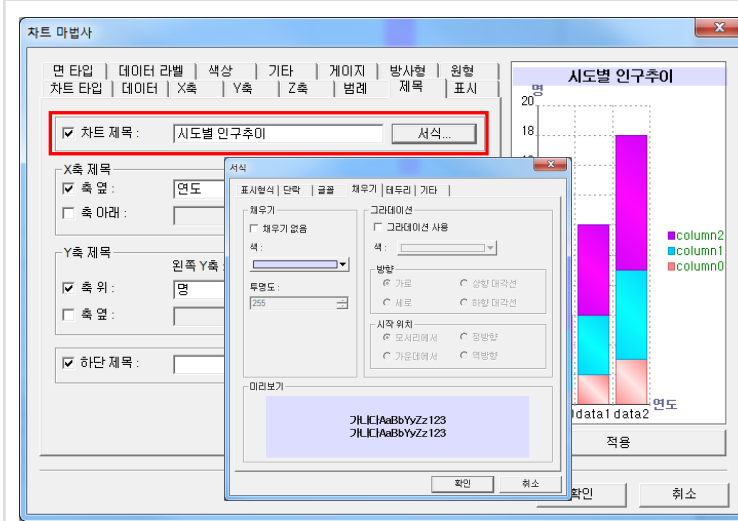 차트 마법사
면 타입 데이터 라벨 색상 기타 게이지 방사형 원형
차트 타입 데이터 X축 Y축 Z축 범례 제목 표시
차트 제목 : 시도별 인구추이 서식...
X축 제목
축 옆 : 연도
축 아래 :
Y축 제목
왼쪽 Y축 :
축 위 : 명
축 옆 :
하단 제목 :
서식
표시형식 단락 글꼴 채우기 테두리 기타
채우기
채우기 없음
색 :
투명도 :
255
그라데이션
그라데이션 사용
색 :
방향
가로 상향 대각선
세로 하향 대각선
시작 위치
모서리에서 정방향
가운데에서 역방향
미리보기
가나다AaBbYyZz123
가나다AaBbYyZz123
확인 취소
시도별 인구추이
명
20
18
column2
column1
column0
data1 data2 연도
적용
확인 취소